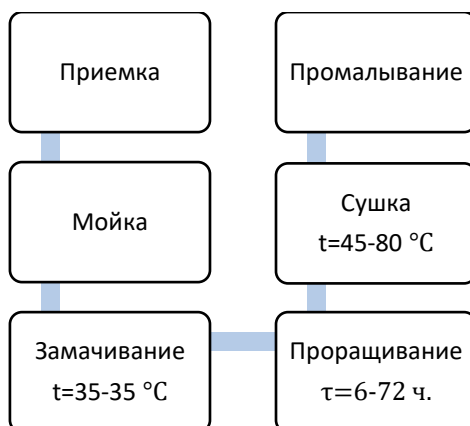 Приемка
Мойка
Замачивание
t=35-35 °C
Проращивание
τ=6-72 ч.
Сушка
t=45-80 °C
Промалывание